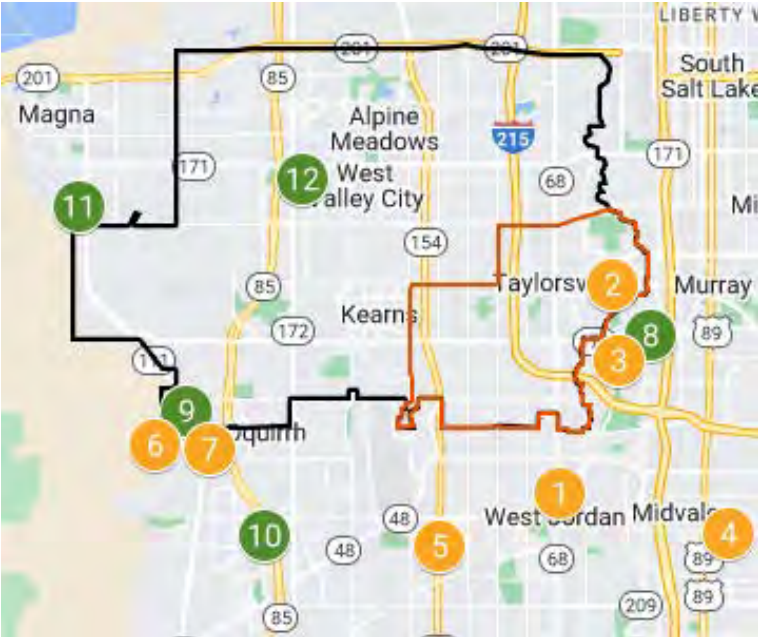 LIBERTY W
South
Salt Lake
201
201
201
85
Magna
Alpine
Meadows
215
171
171
68
12
West
Valley City
11
Mi
154
Taylorsv
2
Murray
85
Kearns
172
8
89
3
171
9
6
7
Oquirrh
1
West Jordan
Midvale
48
5
10
4
48
68
89
89
209
85